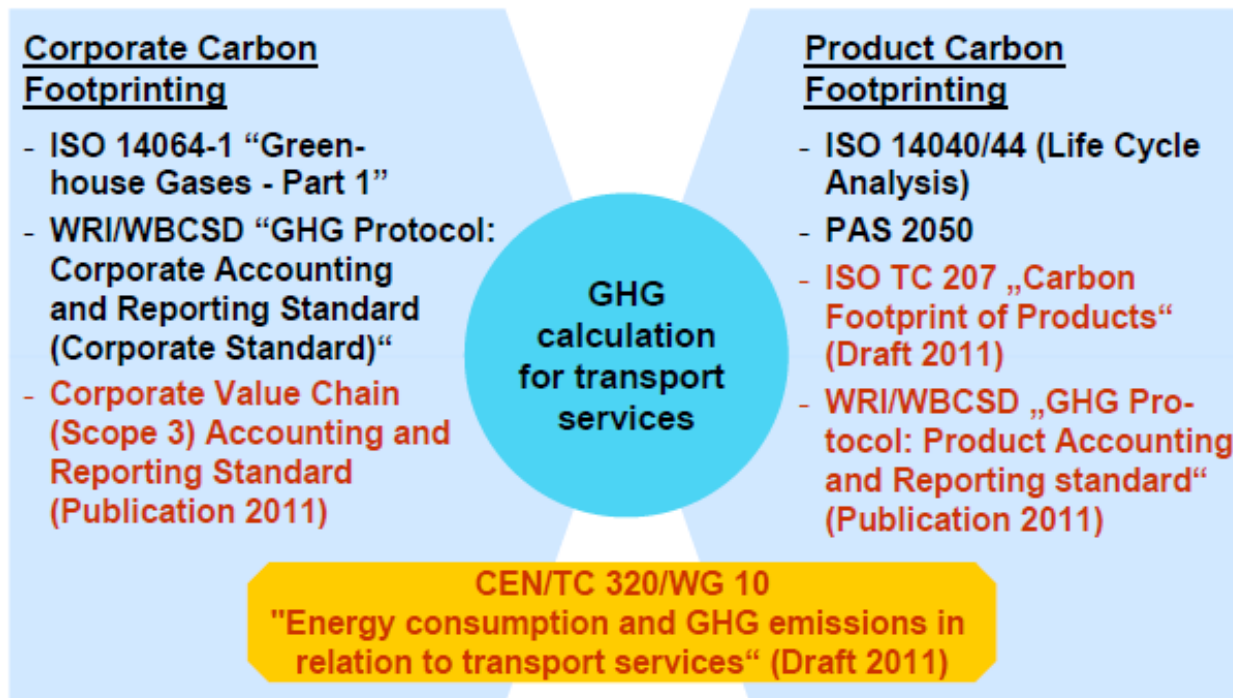 Corporate Carbon
Footprinting
- ISO 14064-1 “Green-
house Gases - Part 1”
- WRI/WBCSD “GHG Protocol:
Corporate Accounting
and Reporting Standard
(Corporate Standard)“
- Corporate Value Chain
(Scope 3) Accounting and
Reporting Standard
(Publication 2011)
GHG
calculation
for transport
services
Product Carbon
Footprinting
- ISO 14040/44 (Life Cycle
Analysis)
- PAS 2050
- ISO TC 207 „Carbon
Footprint of Products“
(Draft 2011)
- WRI/WBCSD „GHG Pro-
tocol: Product Accounting
and Reporting standard“
(Publication 2011)
CEN/TC 320/WG 10
"Energy consumption and GHG emissions in
relation to transport services“ (Draft 2011)